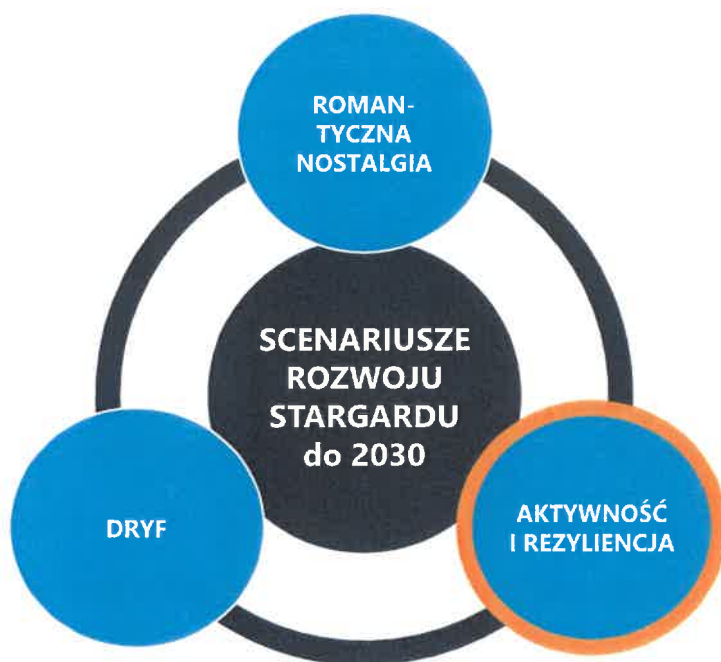 ROMAN-
TYCZNA
NOSTALGIA
SCENARIUSZE
ROZWOJU
STARGARDU
do 2030
DRYF
AKTYWNOŚĆ
I REZYLIENCJA